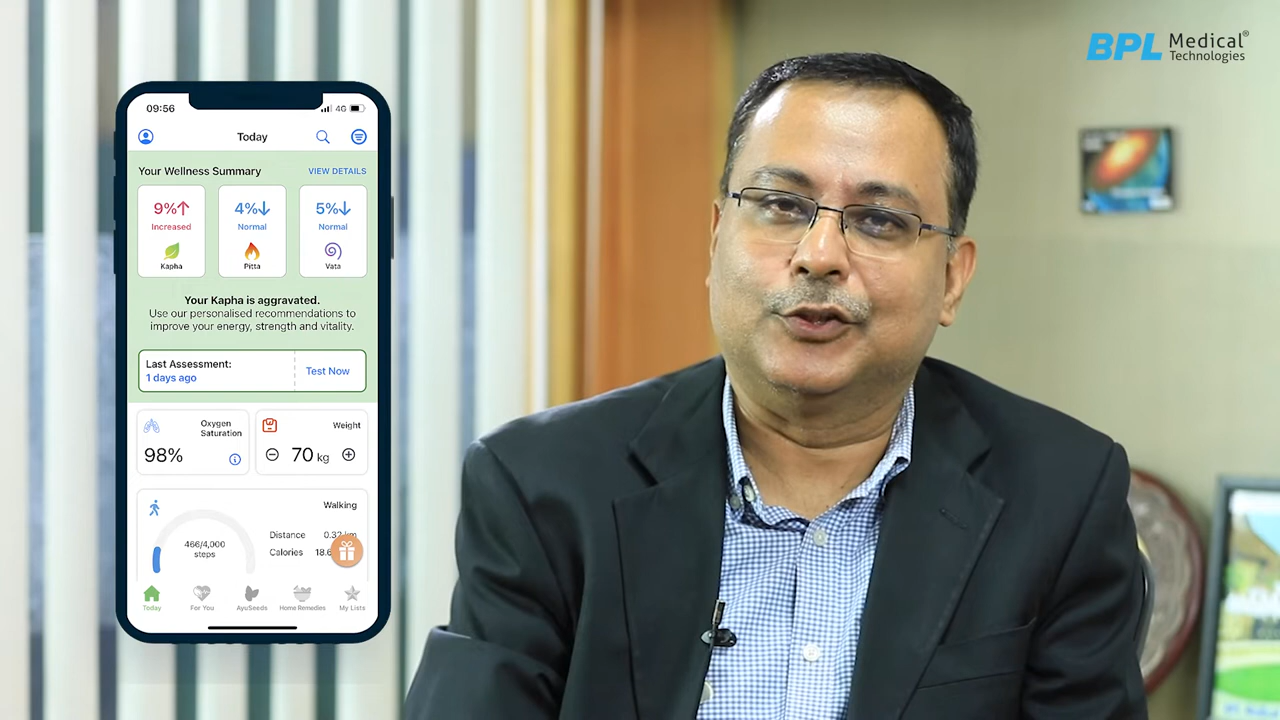 BPL Medical®
Technologies
09:56
4G
Today
Your Wellness Summary
VIEW DETAILS
9%↑
Increased
Kapha
4%↓
Normal
Pitta
5%↓
Normal
Vata
Your Kapha is aggravated.
Use our personalised recommendations to
improve your energy, strength and vitality.
Last Assessment:
1 days ago
Test Now
Oxygen
Saturation
98%
Weight
70 kg
Walking
466/4,000
steps
Distance
Calories
Today
For You
AyuSeeds
Home Remedies
My Lists